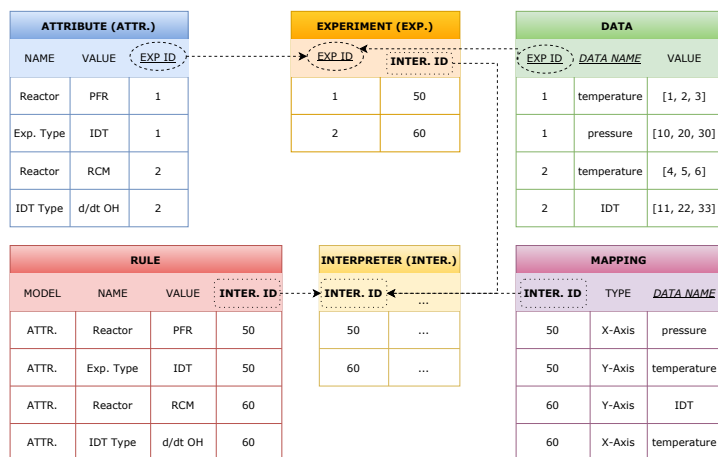 ATTRIBUTE (ATTR.)
NAME VALUE EXP ID
Reactor PFR 1
Exp. Type IDT 1
Reactor RCM 2
IDT Type d/dt OH 2
EXPERIMENT (EXP.)
EXP ID INTER. ID
1 50
2 60
DATA
EXP ID DATA NAME VALUE
1 temperature [1, 2, 3]
1 pressure [10, 20, 30]
2 temperature [4, 5, 6]
2 IDT [11, 22, 33]
RULE
MODEL NAME VALUE INTER. ID
ATTR. Reactor PFR 50
ATTR. Exp. Type IDT 50
ATTR. Reactor RCM 60
ATTR. IDT Type d/dt OH 60
INTERPRETER (INTER.)
INTER. ID ...
50 ...
60 ...
MAPPING
INTER. ID TYPE DATA NAME
50 X-Axis pressure
50 Y-Axis temperature
60 Y-Axis IDT
60 X-Axis temperature